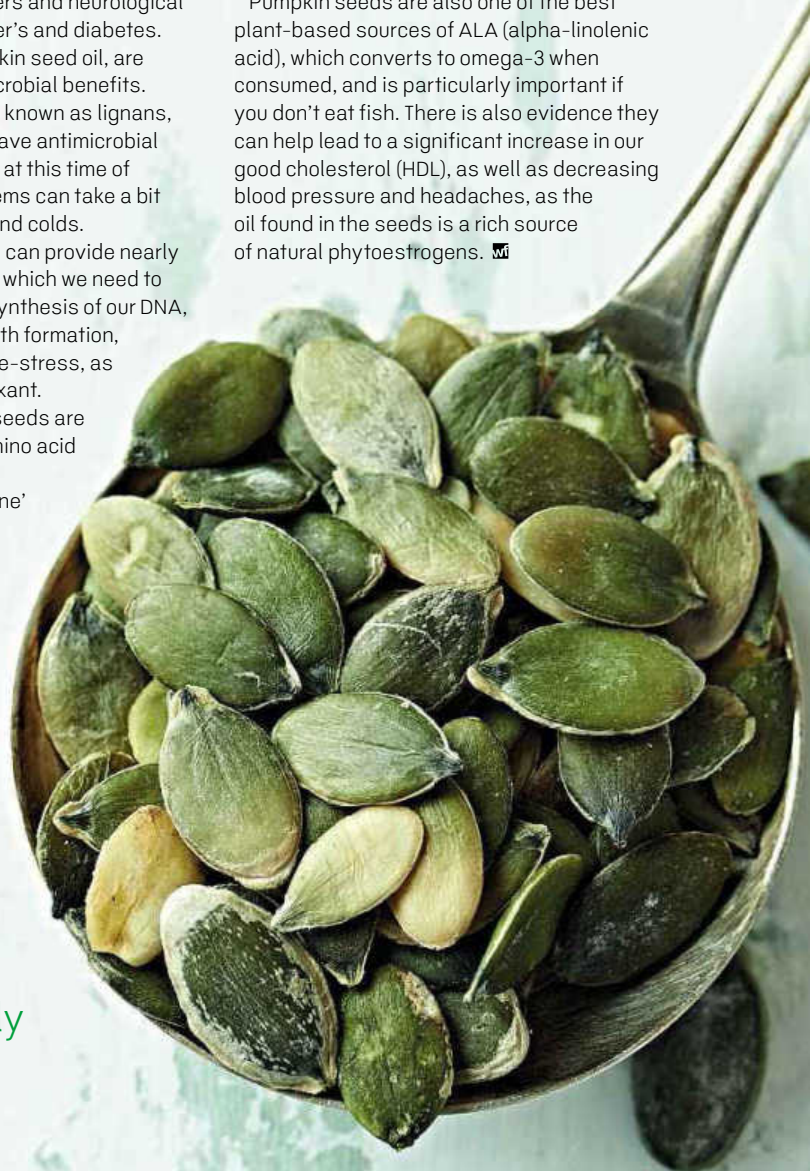 ers and neurological
er’s and diabetes.
kin seed oil, are
crobial benefits.
known as lignans,
ave antimicrobial
at this time of
ems can take a bit
nd colds.
can provide nearly
which we need to
ynthesis of our DNA,
th formation,
e-stress, as
xant.
seeds are
mino acid
ne’
Pumpkin seeds are also one of the best
plant-based sources of ALA (alpha-linolenic
acid), which converts to omega-3 when
consumed, and is particularly important if
you don’t eat fish. There is also evidence they
can help lead to a significant increase in our
good cholesterol (HDL), as well as decreasing
blood pressure and headaches, as the
oil found in the seeds is a rich source
of natural phytoestrogens. wf
y